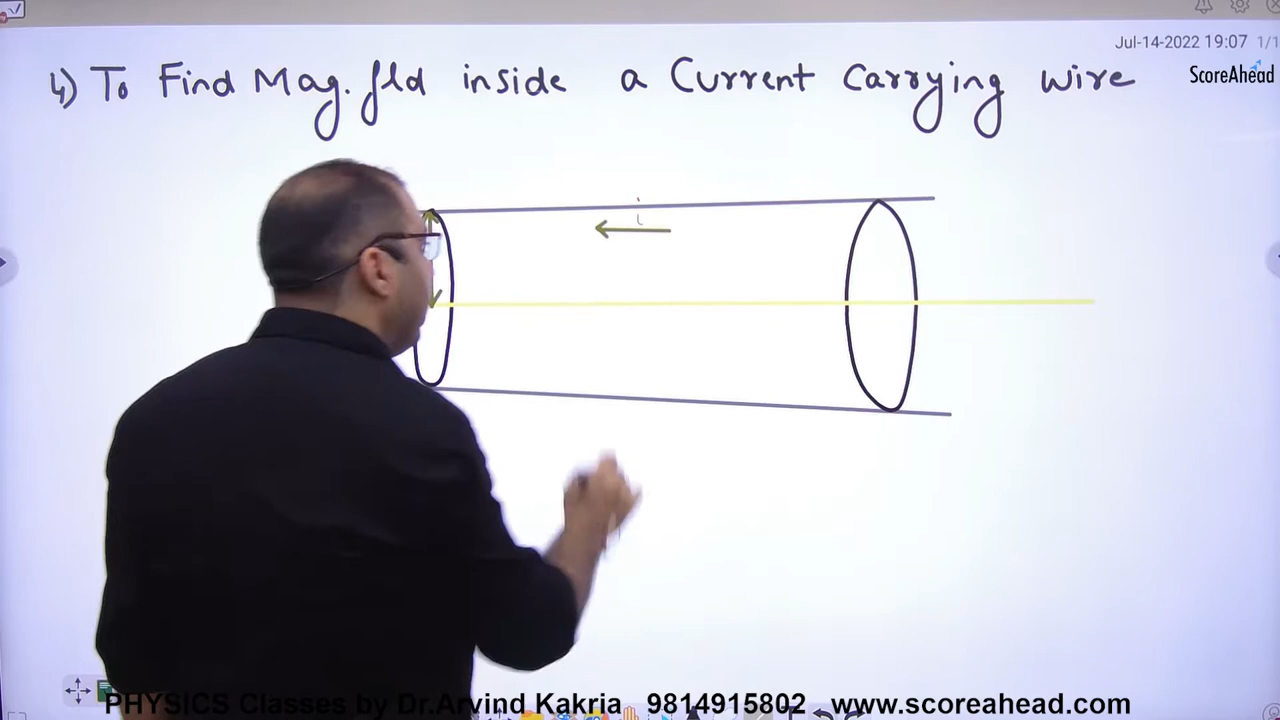 Jul-14-2022 19:07 1/1
4) To Find Mag. fld inside a Current Carrying wire
ScoreAhead
i
PHYSICS Classes by Dr.Arvind Kakria 9814915802 www.scoreahead.com